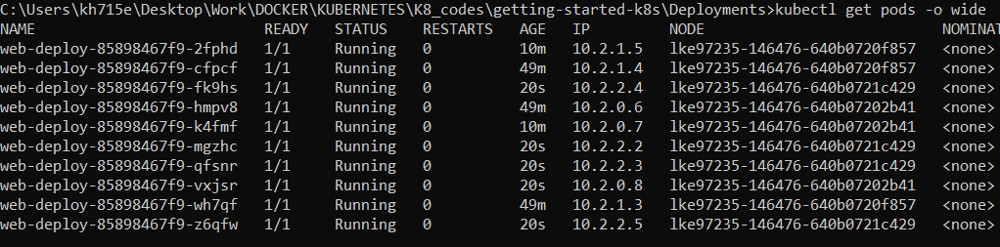 C:\Users\kh715e\Desktop\Work\DOCKER\KUBERNETES\K8_codes\getting-started-k8s\Deployments>kubectl get pods -o wide
NAME READY STATUS RESTARTS AGE IP NODE NOMINAT
web-deploy-85898467f9-2fphd 1/1 Running 0 10m 10.2.1.5 lke97235-146476-640b0720f857 <none>
web-deploy-85898467f9-cfpcf 1/1 Running 0 49m 10.2.1.4 lke97235-146476-640b0720f857 <none>
web-deploy-85898467f9-fk9hs 1/1 Running 0 20s 10.2.2.4 lke97235-146476-640b0721c429 <none>
web-deploy-85898467f9-hmpv8 1/1 Running 0 49m 10.2.0.6 lke97235-146476-640b07202b41 <none>
web-deploy-85898467f9-k4fmf 1/1 Running 0 10m 10.2.0.7 lke97235-146476-640b07202b41 <none>
web-deploy-85898467f9-mgzhc 1/1 Running 0 20s 10.2.2.2 lke97235-146476-640b0721c429 <none>
web-deploy-85898467f9-qfsnr 1/1 Running 0 20s 10.2.2.3 lke97235-146476-640b0721c429 <none>
web-deploy-85898467f9-vxjsr 1/1 Running 0 20s 10.2.0.8 lke97235-146476-640b07202b41 <none>
web-deploy-85898467f9-wh7qf 1/1 Running 0 49m 10.2.1.3 lke97235-146476-640b0720f857 <none>
web-deploy-85898467f9-z6qfw 1/1 Running 0 20s 10.2.2.5 lke97235-146476-640b0721c429 <none>